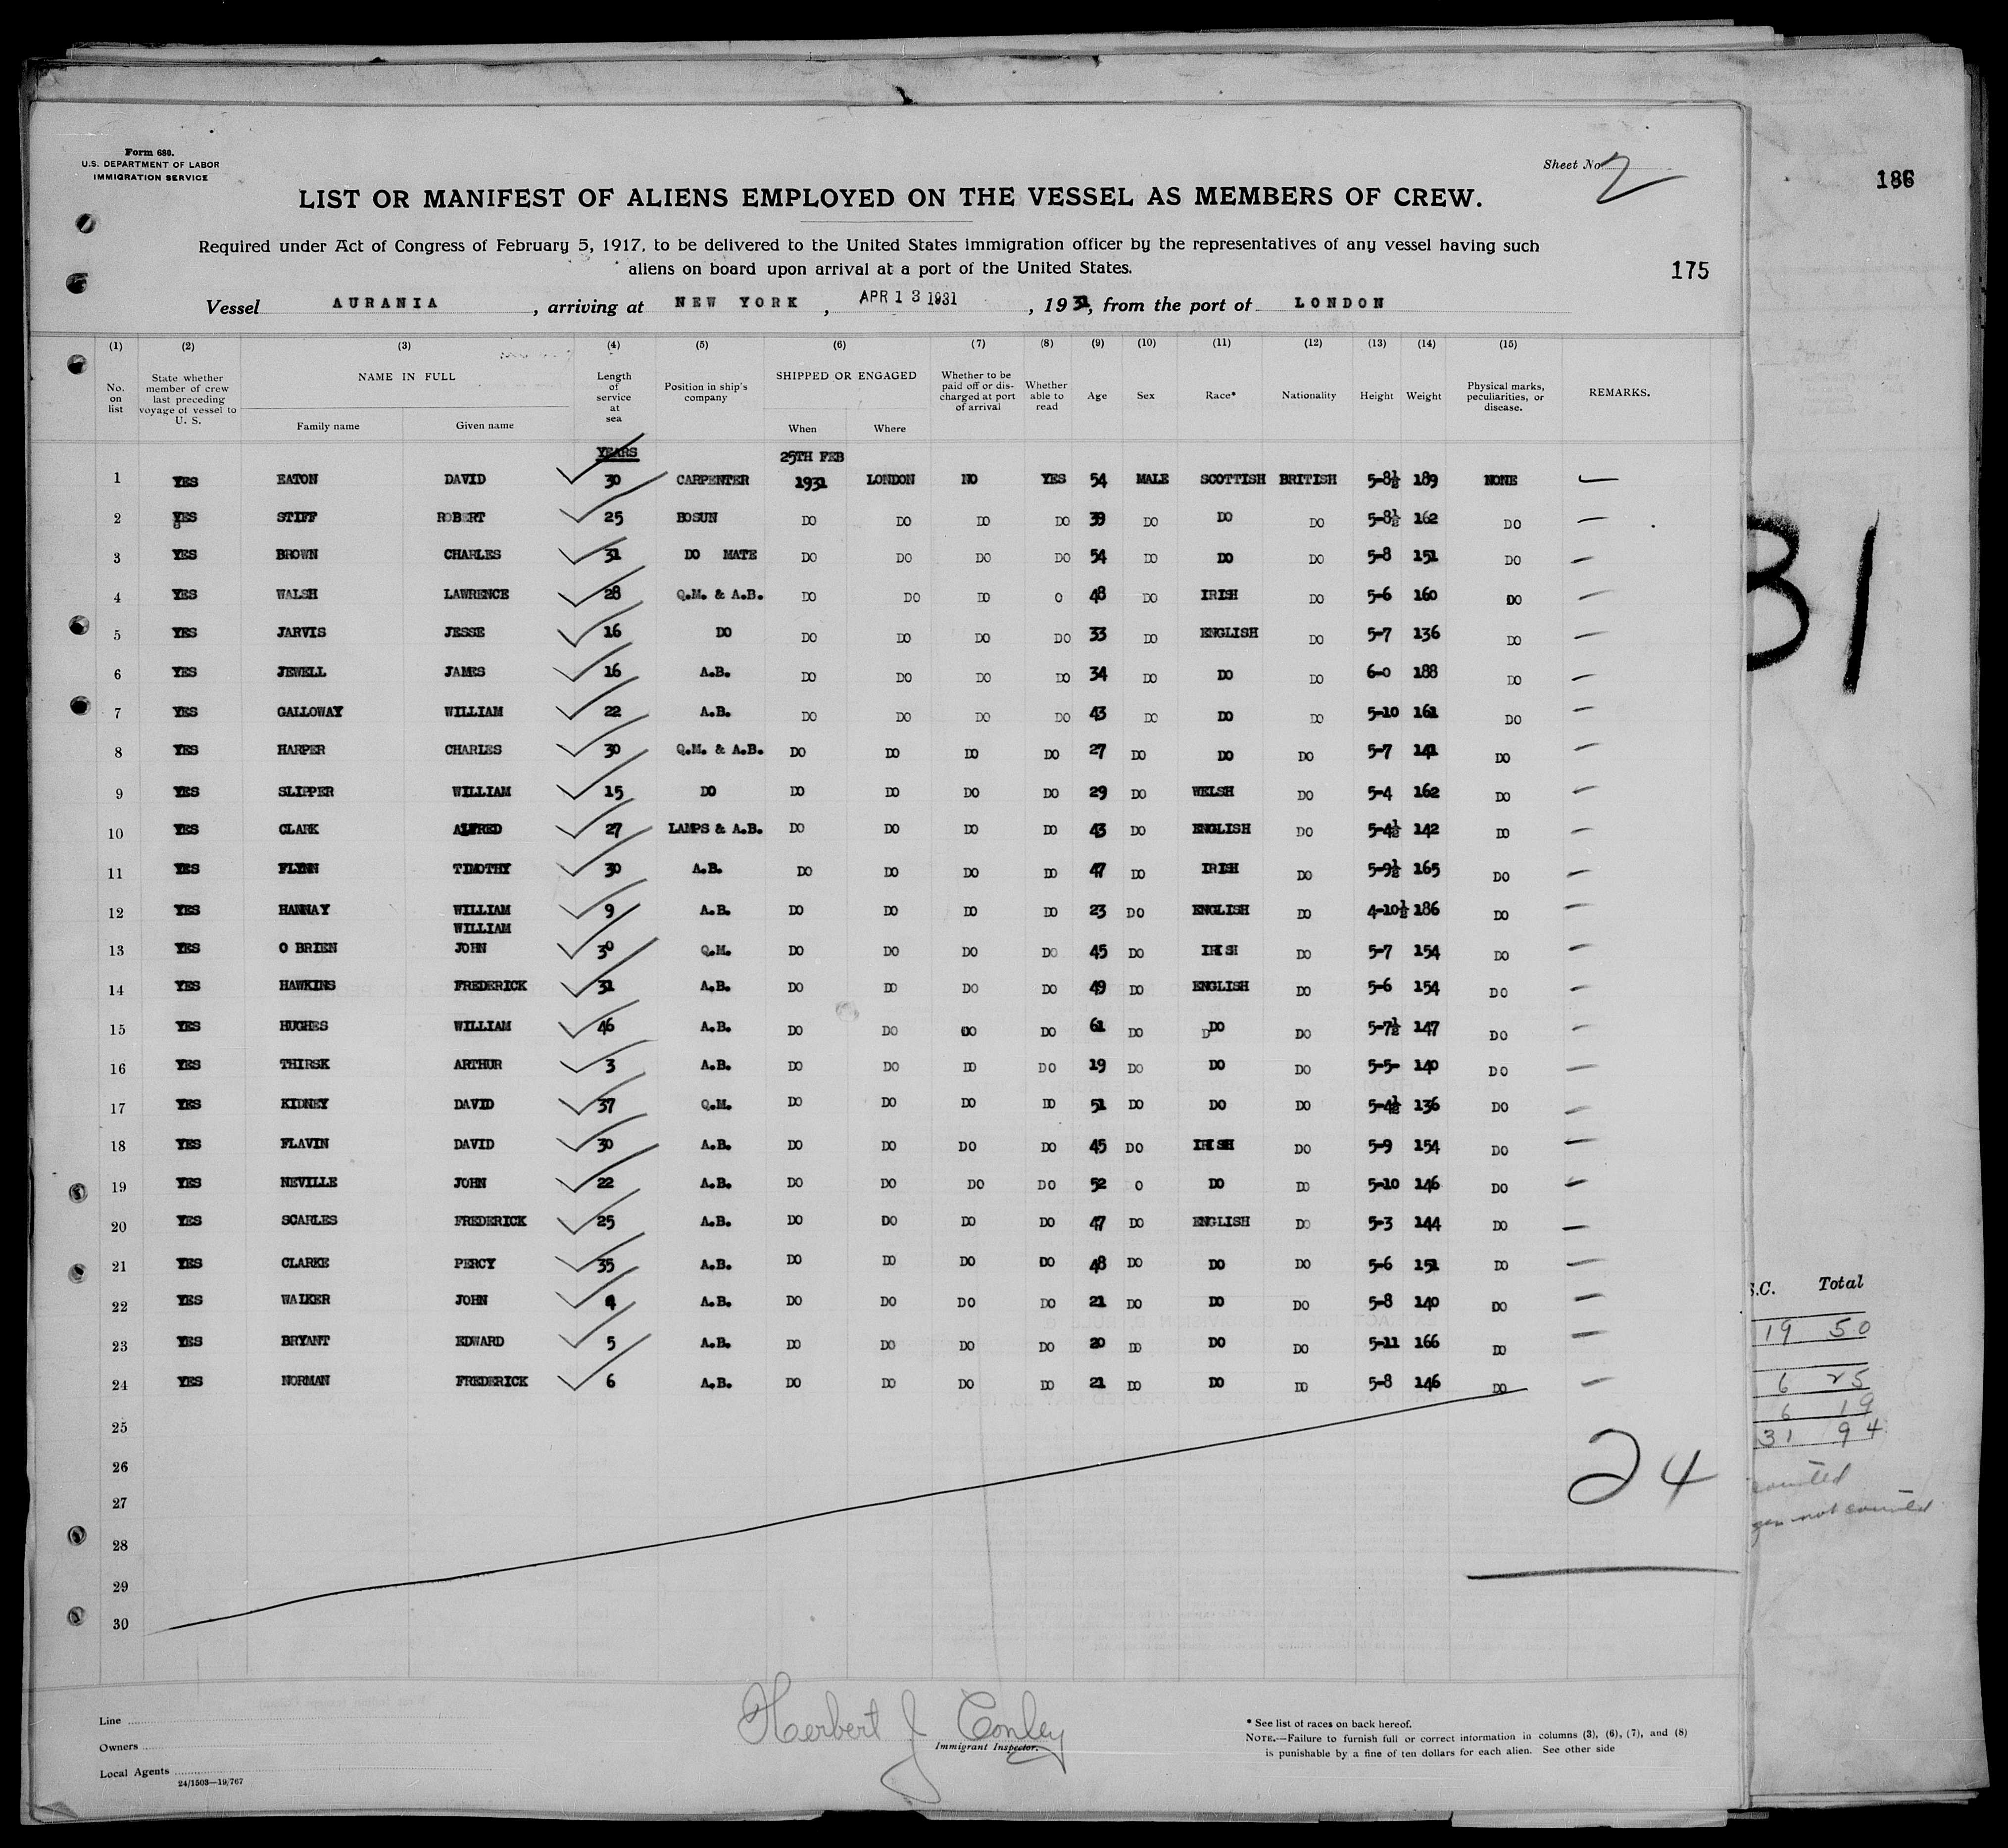 Form 680.
U.S. DEPARTMENT OF LABOR
IMMIGRATION SERVICE
Sheet No. 2
186
LIST OR MANIFEST OF ALIENS EMPLOYED ON THE VESSEL AS MEMBERS OF CREW.
Required under Act of Congress of February 5, 1917, to be delivered to the United States immigration officer by the representatives of any vessel having such
aliens on board upon arrival at a port of the United States.
175
Vessel AURANIA, arriving at NEW YORK, APR 13 1931, 1931, from the port of LONDON
(1) (2) (3) (4) (5) (6) (7) (8) (9) (10) (11) (12) (13) (14) (15)
No. on list
State whether member of crew last preceding voyage of vessel to U. S.
NAME IN FULL
Family name Given name
Length of service at sea
Position in ship's company
SHIPPED OR ENGAGED
When Where
Whether to be paid off or discharged at port of arrival
Whether able to read
Age
Sex
Race*
Nationality
Height
Weight
Physical marks, peculiarities, or disease.
REMARKS.
YEARS 25TH FEB
1 YES EATON DAVID 30 CARPENTER 1931 LONDON NO YES 54 MALE SCOTTISH BRITISH 5-8½ 189 NONE —
2 YES STIFF ROBERT 25 BOSUN DO DO DO DO 39 DO DO DO 5-8½ 162 DO —
3 YES BROWN CHARLES 31 DO MATE DO DO DO DO 54 DO DO DO 5-8 151 DO —
4 YES WALSH LAWRENCE 28 Q.M. & A.B. DO DO DO O 48 DO IRISH DO 5-6 160 DO —
5 YES JARVIS JESSE 16 DO DO DO DO DO 33 DO ENGLISH DO 5-7 136 DO —
6 YES JEWELL JAMES 16 A.B. DO DO DO DO 34 DO DO DO 6-0 188 DO —
7 YES GALLOWAY WILLIAM 22 A.B. DO DO DO DO 43 DO DO DO 5-10 161 DO —
8 YES HARPER CHARLES 30 Q.M. & A.B. DO DO DO DO 27 DO DO DO 5-7 141 DO —
9 YES SLIPPER WILLIAM 15 DO DO DO DO DO 29 DO WELSH DO 5-4 162 DO —
10 YES CLARK ALFRED 27 LAMPS & A.B. DO DO DO DO 43 DO ENGLISH DO 5-4½ 142 DO —
11 YES FLYNN TIMOTHY 30 A.B. DO DO DO DO 47 DO IRISH DO 5-9½ 165 DO —
12 YES HANNAY WILLIAM 9 A.B. DO DO DO DO 23 DO ENGLISH DO 4-10½ 186 DO —
WILLIAM
13 YES O BRIEN JOHN 30 Q.M. DO DO DO DO 45 DO IRISH DO 5-7 154 DO —
14 YES HAWKINS FREDERICK 31 A.B. DO DO DO DO 49 DO ENGLISH DO 5-6 154 DO —
15 YES HUGHES WILLIAM 46 A.B. DO DO DO DO 61 DO DO DO 5-7½ 147 DO
16 YES THIRSK ARTHUR 3 A.B. DO DO DO DO 19 DO DO DO 5-5- 140 DO —
17 YES KIDNEY DAVID 37 Q.M. DO DO DO DO 51 DO DO DO 5-4½ 136 DO —
18 YES FLAVIN DAVID 30 A.B. DO DO DO DO 45 DO IRISH DO 5-9 154 DO —
19 YES NEVILLE JOHN 22 A.B. DO DO DO DO 52 O DO DO 5-10 146 DO —
20 YES SCARLES FREDERICK 25 A.B. DO DO DO DO 47 DO ENGLISH DO 5-3 144 DO —
21 YES CLARKE PERCY 35 A.B. DO DO DO DO 48 DO DO DO 5-6 151 DO —
22 YES WALKER JOHN 4 A.B. DO DO DO DO 21 DO DO DO 5-8 140 DO —
23 YES BRYANT EDWARD 5 A.B. DO DO DO DO 20 DO DO DO 5-11 166 DO —
24 YES NORMAN FREDERICK 6 A.B. DO DO DO DO 21 DO DO DO 5-8 146 DO —
25
26
27
28
29
30
24
31
S.C. Total
19 50
6 25
6 19
31 94
counted
not counted
Line
Owners
Local Agents
24/1503—19/767
Herbert J Conley
Immigrant Inspector.
* See list of races on back hereof.
NOTE.—Failure to furnish full or correct information in columns (3), (6), (7), and (8)
is punishable by a fine of ten dollars for each alien. See other side